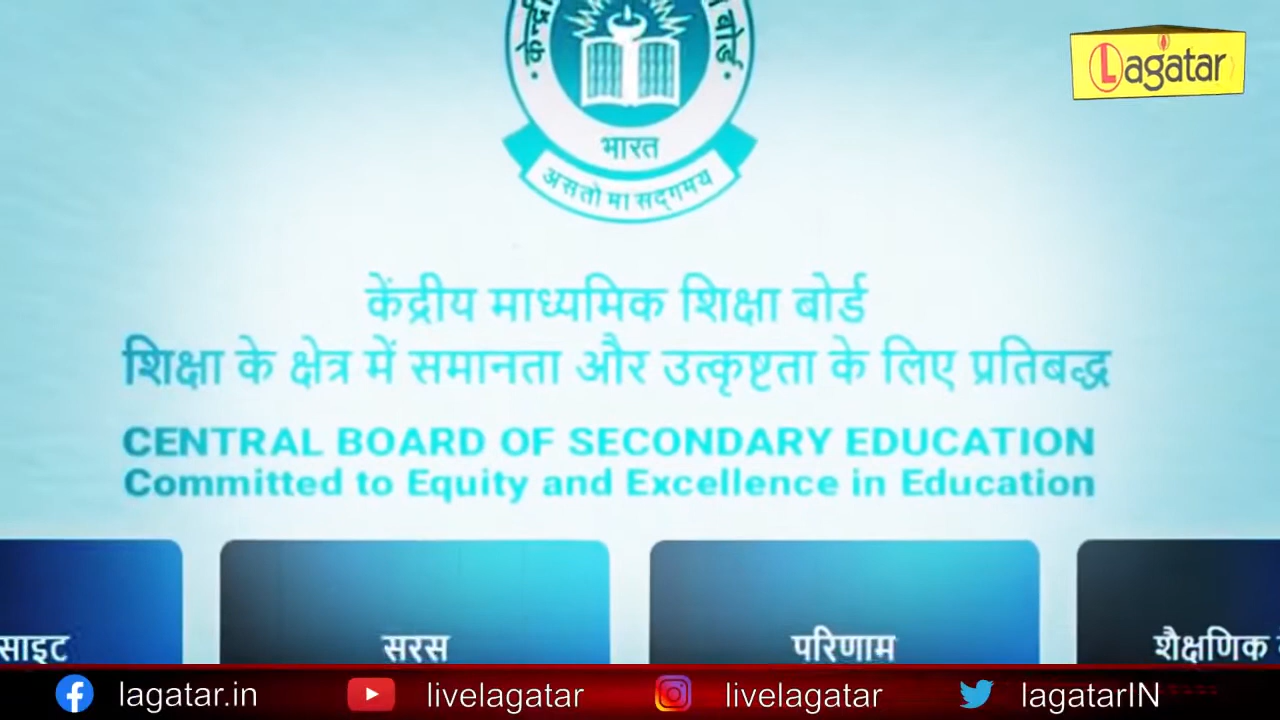 Lagatar
केन्द्री
बोर्ड
भारत
असतो मा सद्गमय
केंद्रीय माध्यमिक शिक्षा बोर्ड
शिक्षा के क्षेत्र में समानता और उत्कृष्टता के लिए प्रतिबद्ध
CENTRAL BOARD OF SECONDARY EDUCATION
Committed to Equity and Excellence in Education
साइट
सरस
परिणाम
शैक्षणिक
lagatar.in
livelagatar
livelagatar
lagatarIN